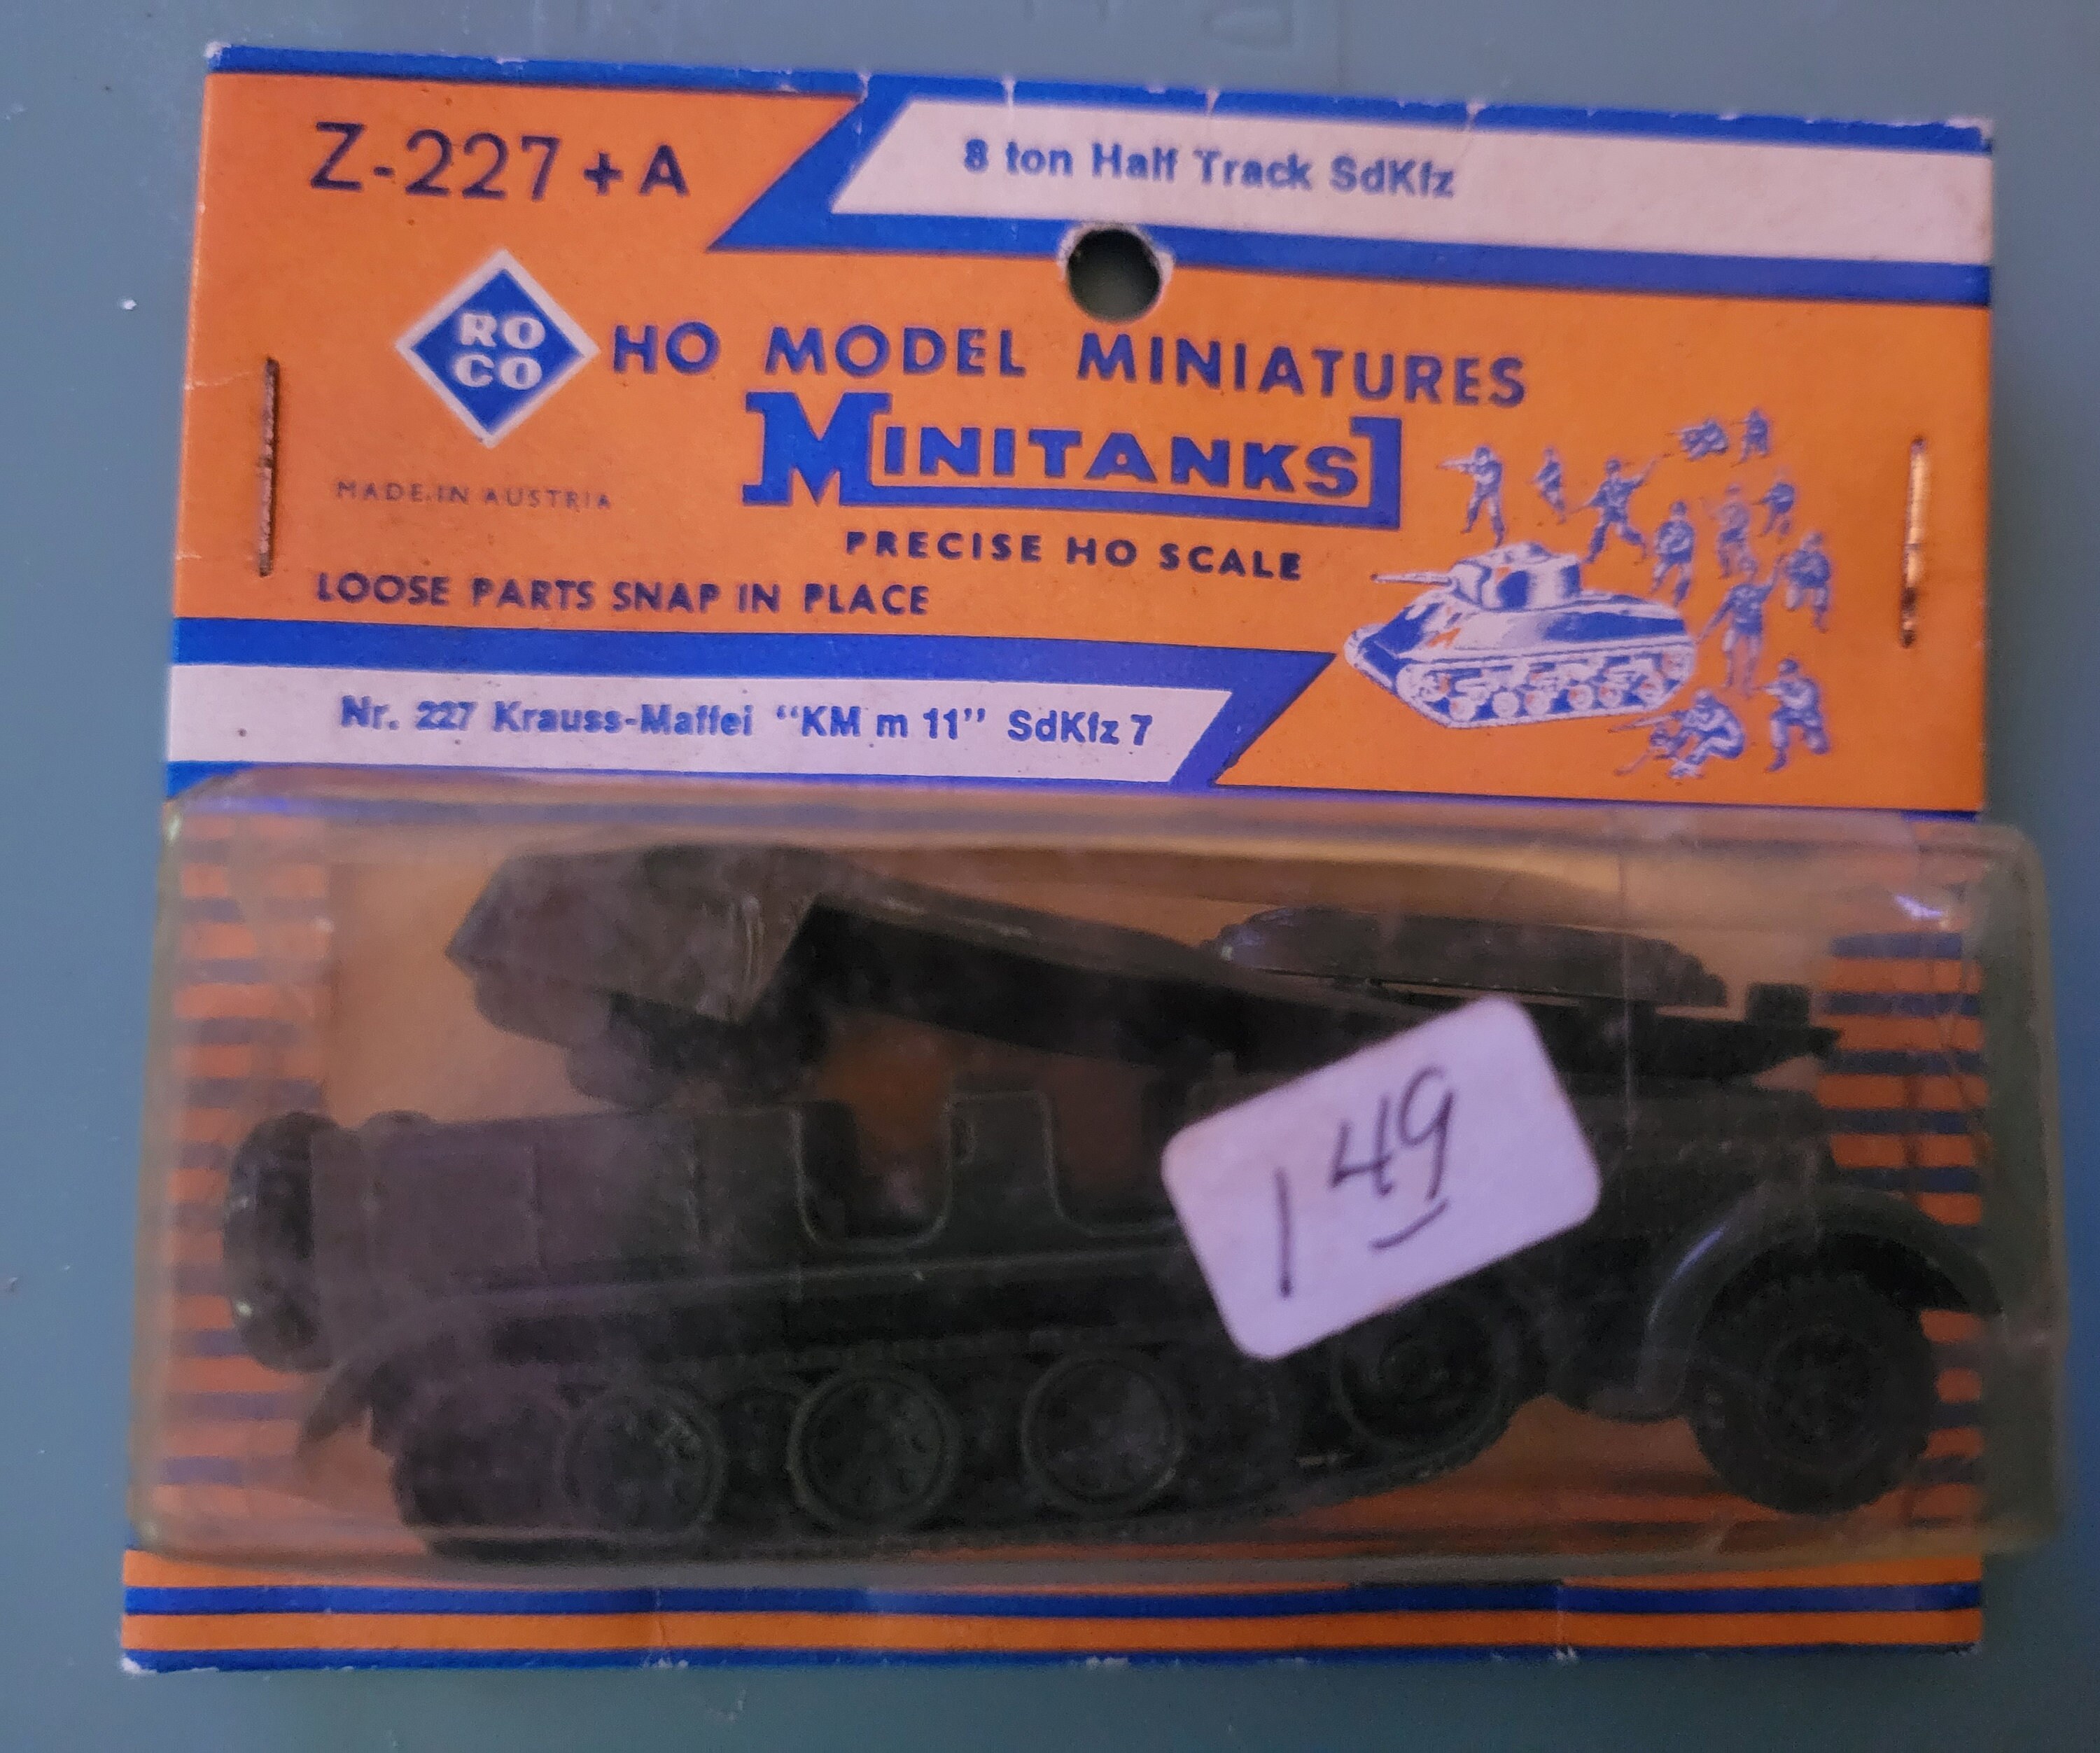 Z-227 + A
8 ton Half Track SdKfz
RO
CO
HO MODEL MINIATURES
MINITANKS
MADE IN AUSTRIA
PRECISE HO SCALE
LOOSE PARTS SNAP IN PLACE
Nr. 227 Krauss-Maffei “KM m 11” SdKfz 7
1 49